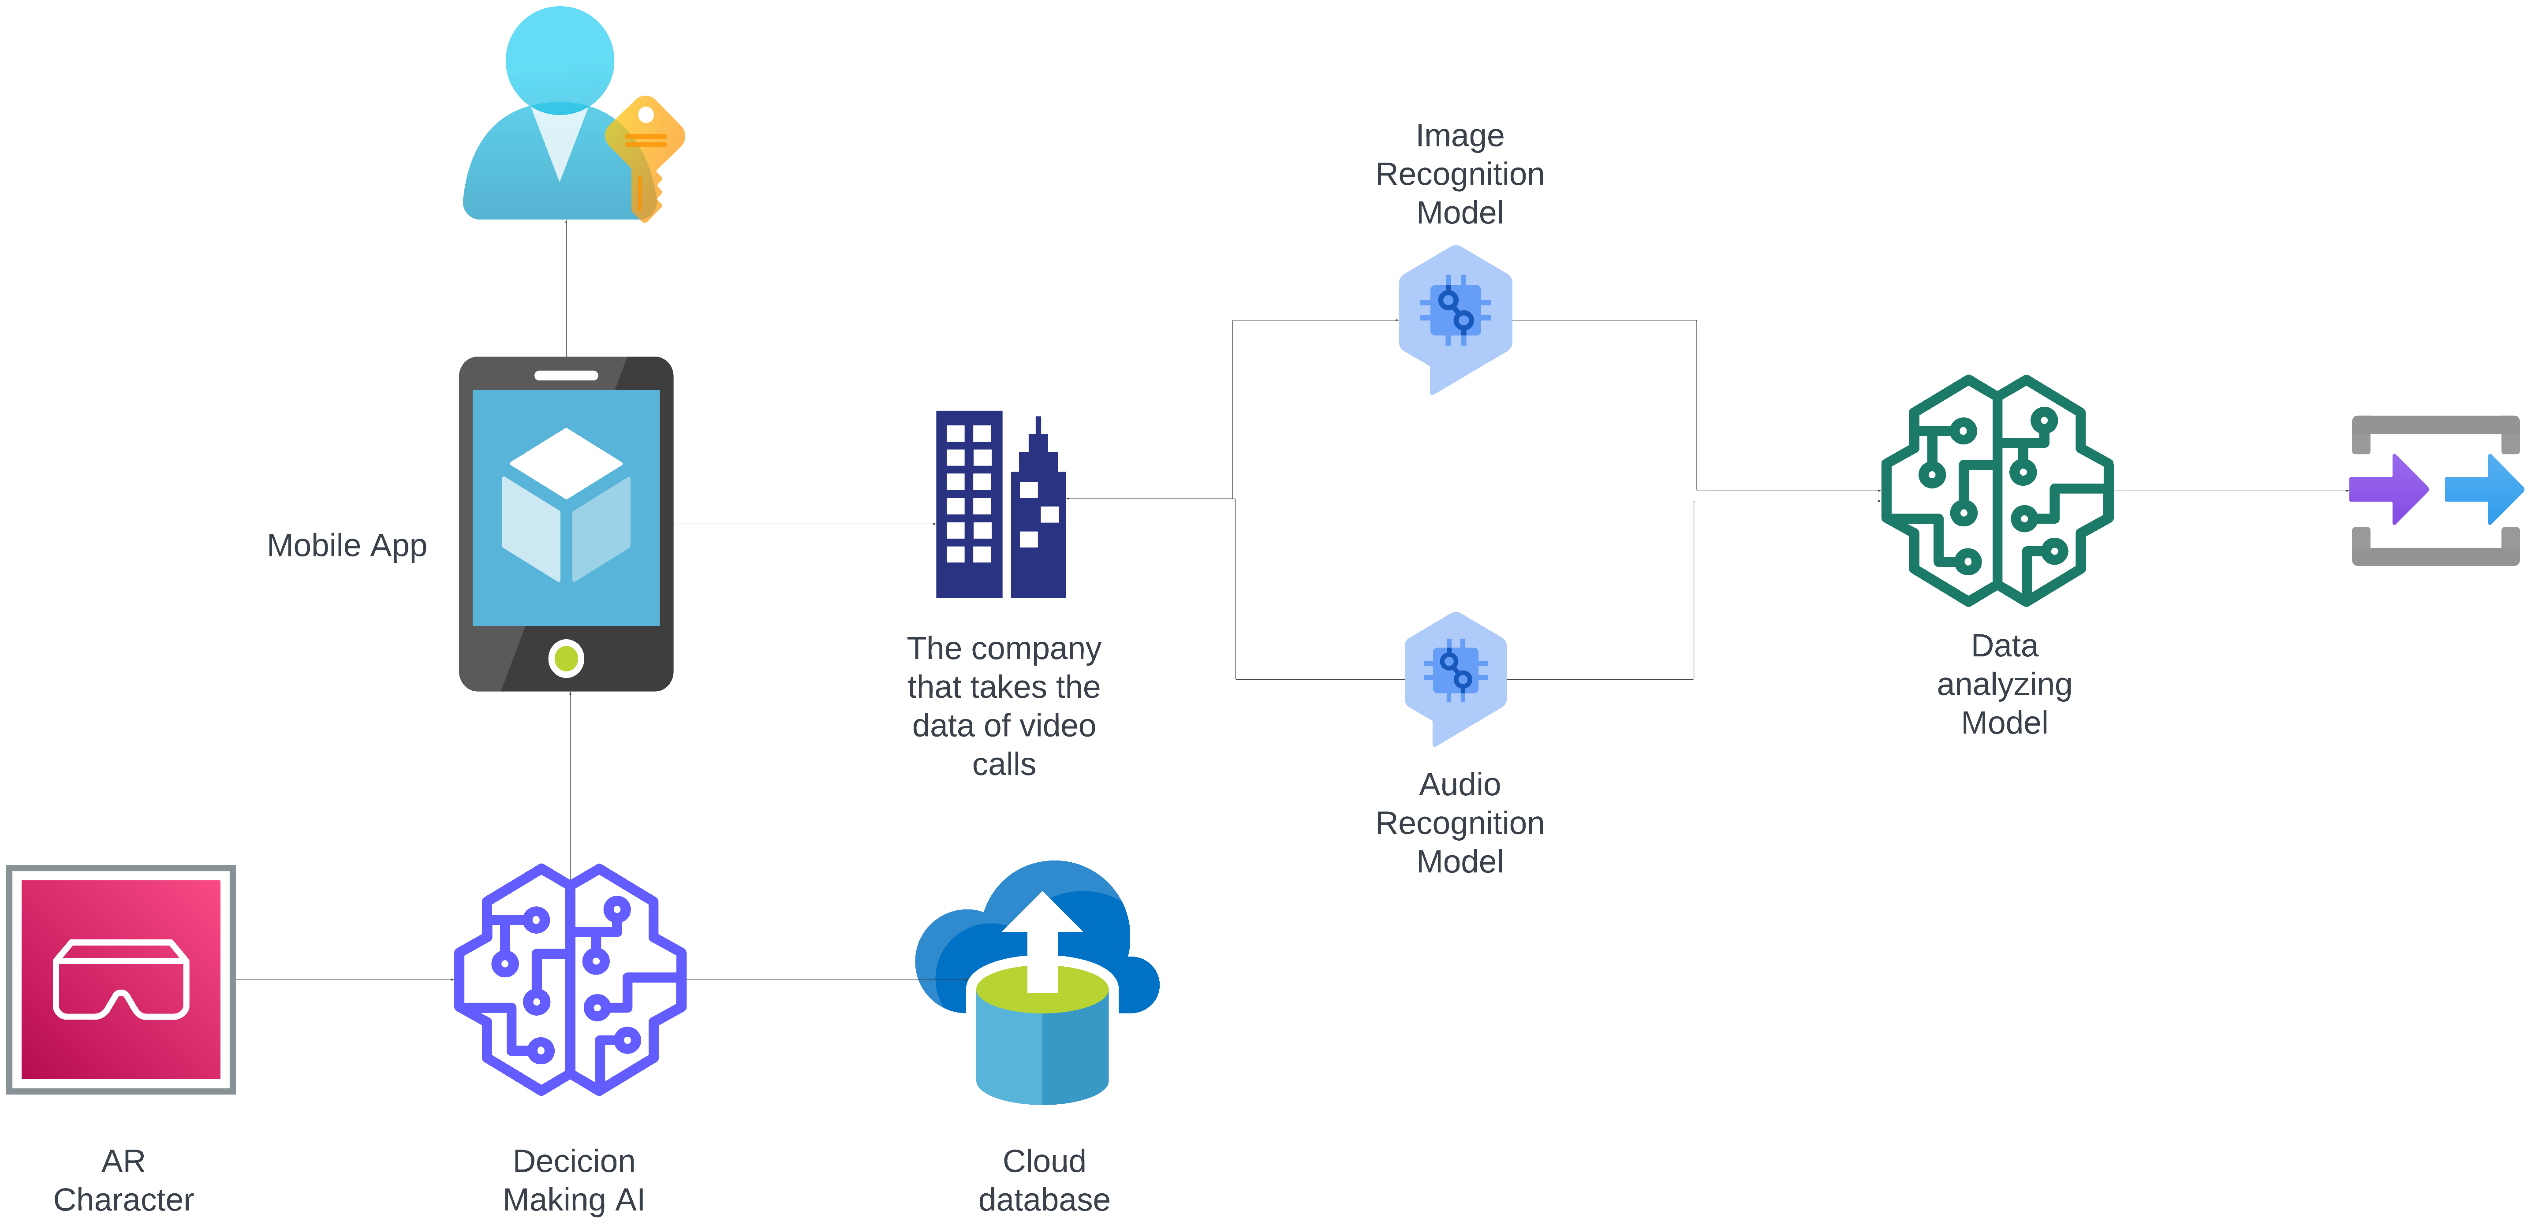 Image
Recognition
Model
Mobile App
The company
that takes the
data of video
calls
Data
analyzing
Model
Audio
Recognition
Model
AR
Character
Decicion
Making AI
Cloud
database